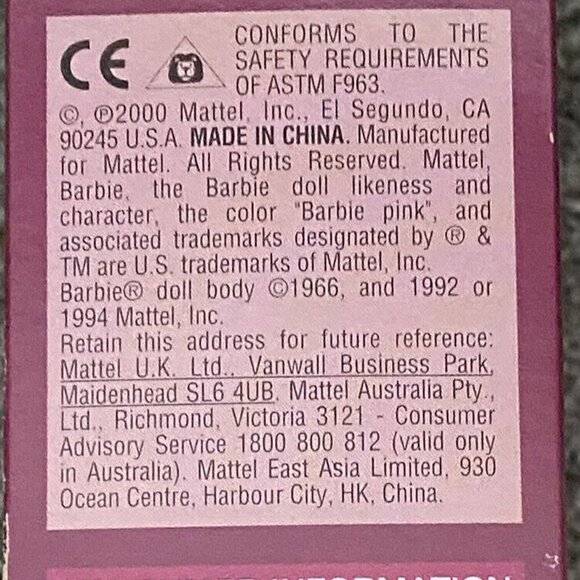 CE CONFORMS TO THE
SAFETY REQUIREMENTS
OF ASTM F963.
©, ℗2000 Mattel, Inc., El Segundo, CA
90245 U.S.A. MADE IN CHINA. Manufactured
for Mattel. All Rights Reserved. Mattel,
Barbie, the Barbie doll likeness and
character, the color "Barbie pink", and
associated trademarks designated by ® &
TM are U.S. trademarks of Mattel, Inc.
Barbie® doll body ©1966, and 1992 or
1994 Mattel, Inc.
Retain this address for future reference:
Mattel U.K. Ltd., Vanwall Business Park,
Maidenhead SL6 4UB. Mattel Australia Pty.,
Ltd., Richmond, Victoria 3121 - Consumer
Advisory Service 1800 800 812 (valid only
in Australia). Mattel East Asia Limited, 930
Ocean Centre, Harbour City, HK, China.
INFORMATION